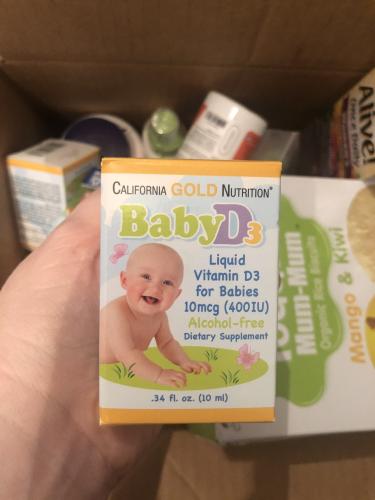 CALIFORNIA GOLD NUTRITION®
BabyD3
Liquid
Vitamin D3
for Babies
10mcg (400IU)
Alcohol-free
Dietary Supplement
.34 fl. oz. (10 ml)
Mum-Mum
Organic Rice Biscuits
Mango & Kiwi
Alive!